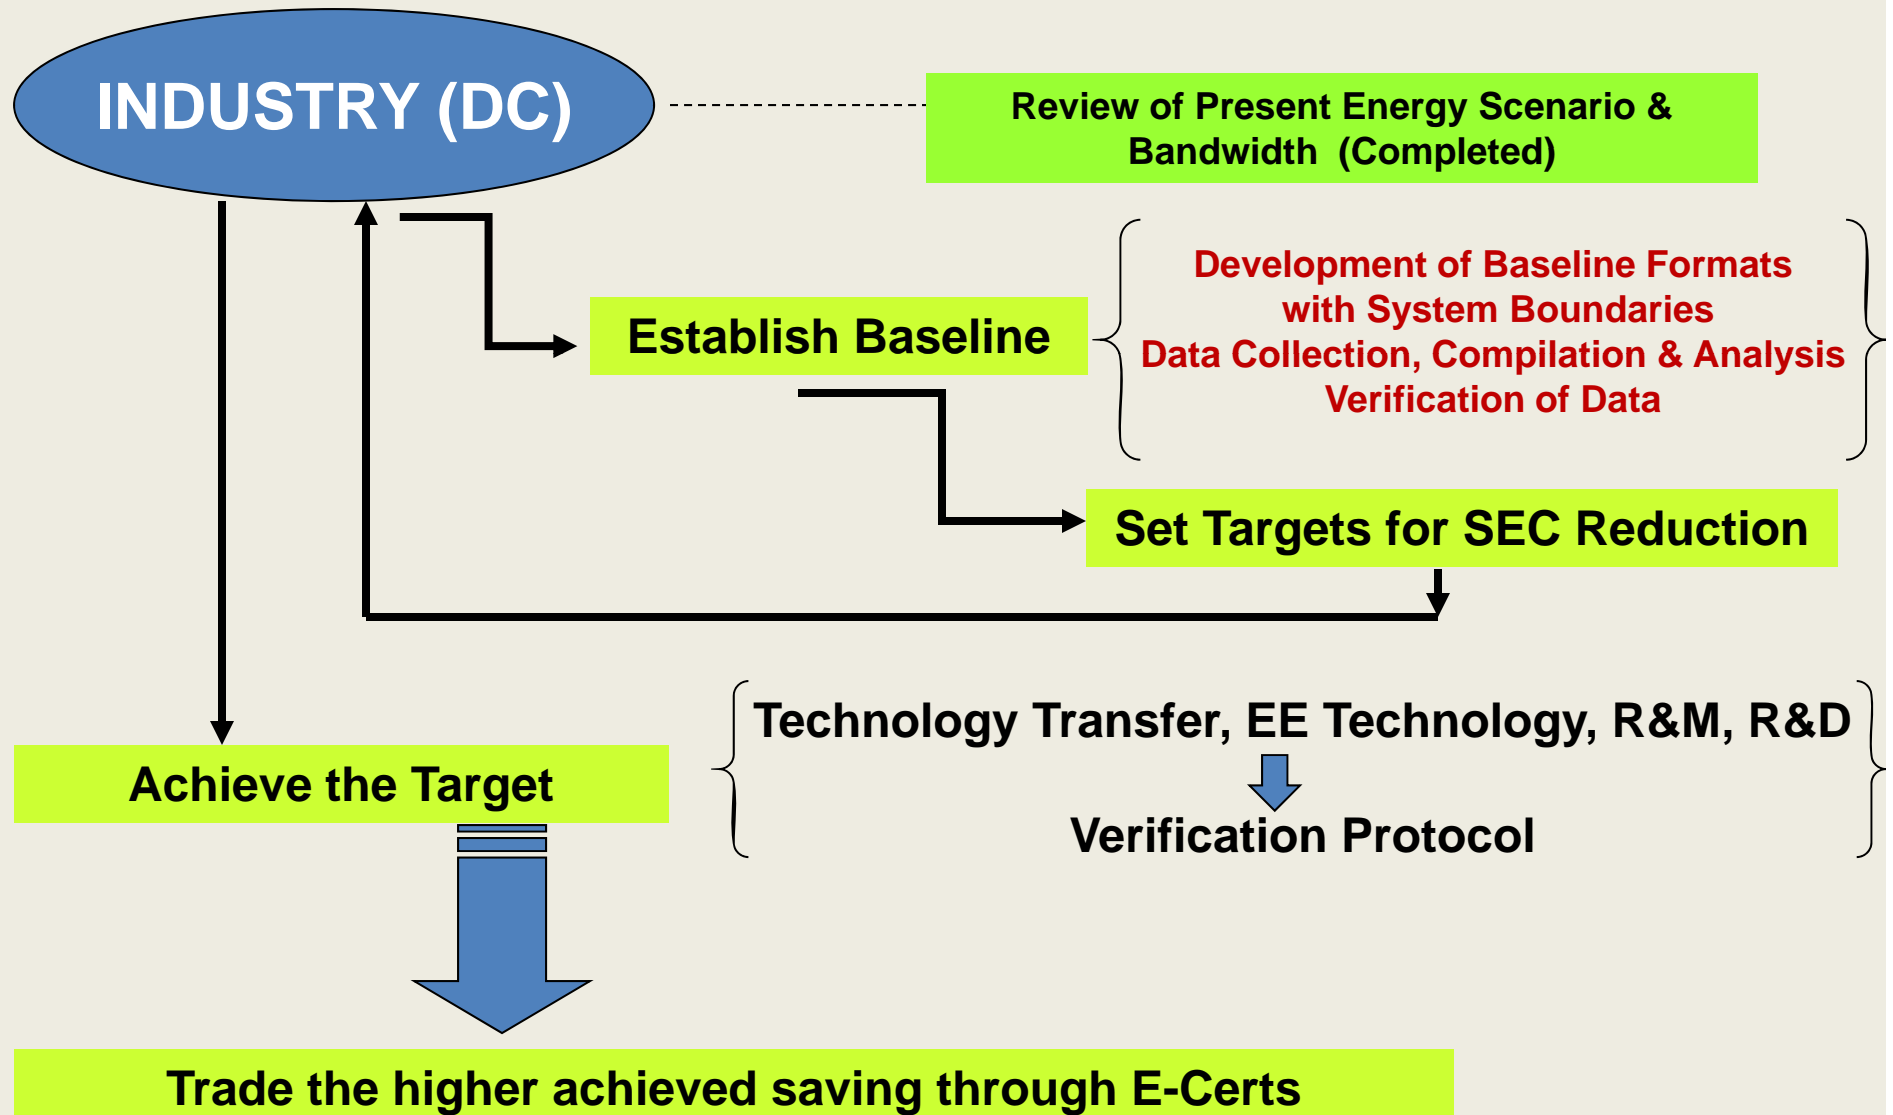 INDUSTRY (DC)
Review of Present Energy Scenario &
Bandwidth (Completed)
Development of Baseline Formats
with System Boundaries
Data Collection, Compilation & Analysis
Verification of Data
Establish Baseline
Set Targets for SEC Reduction
Technology Transfer, EE Technology, R&M, R&D
Verification Protocol
Achieve the Target
Trade the higher achieved saving through E-Certs